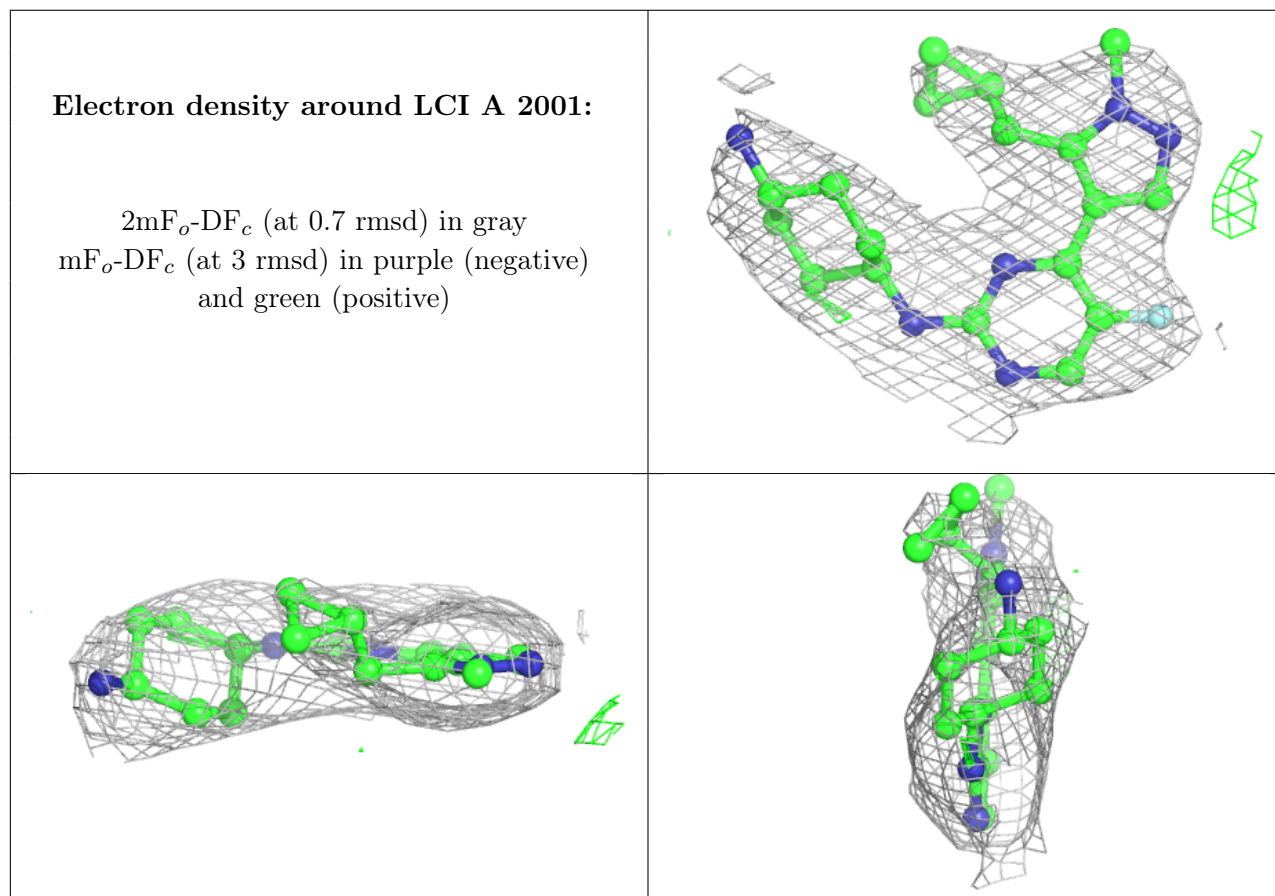 Electron density around LCI A 2001:
2mFₒ-DF𝒸 (at 0.7 rmsd) in gray
mFₒ-DF𝒸 (at 3 rmsd) in purple (negative)
and green (positive)